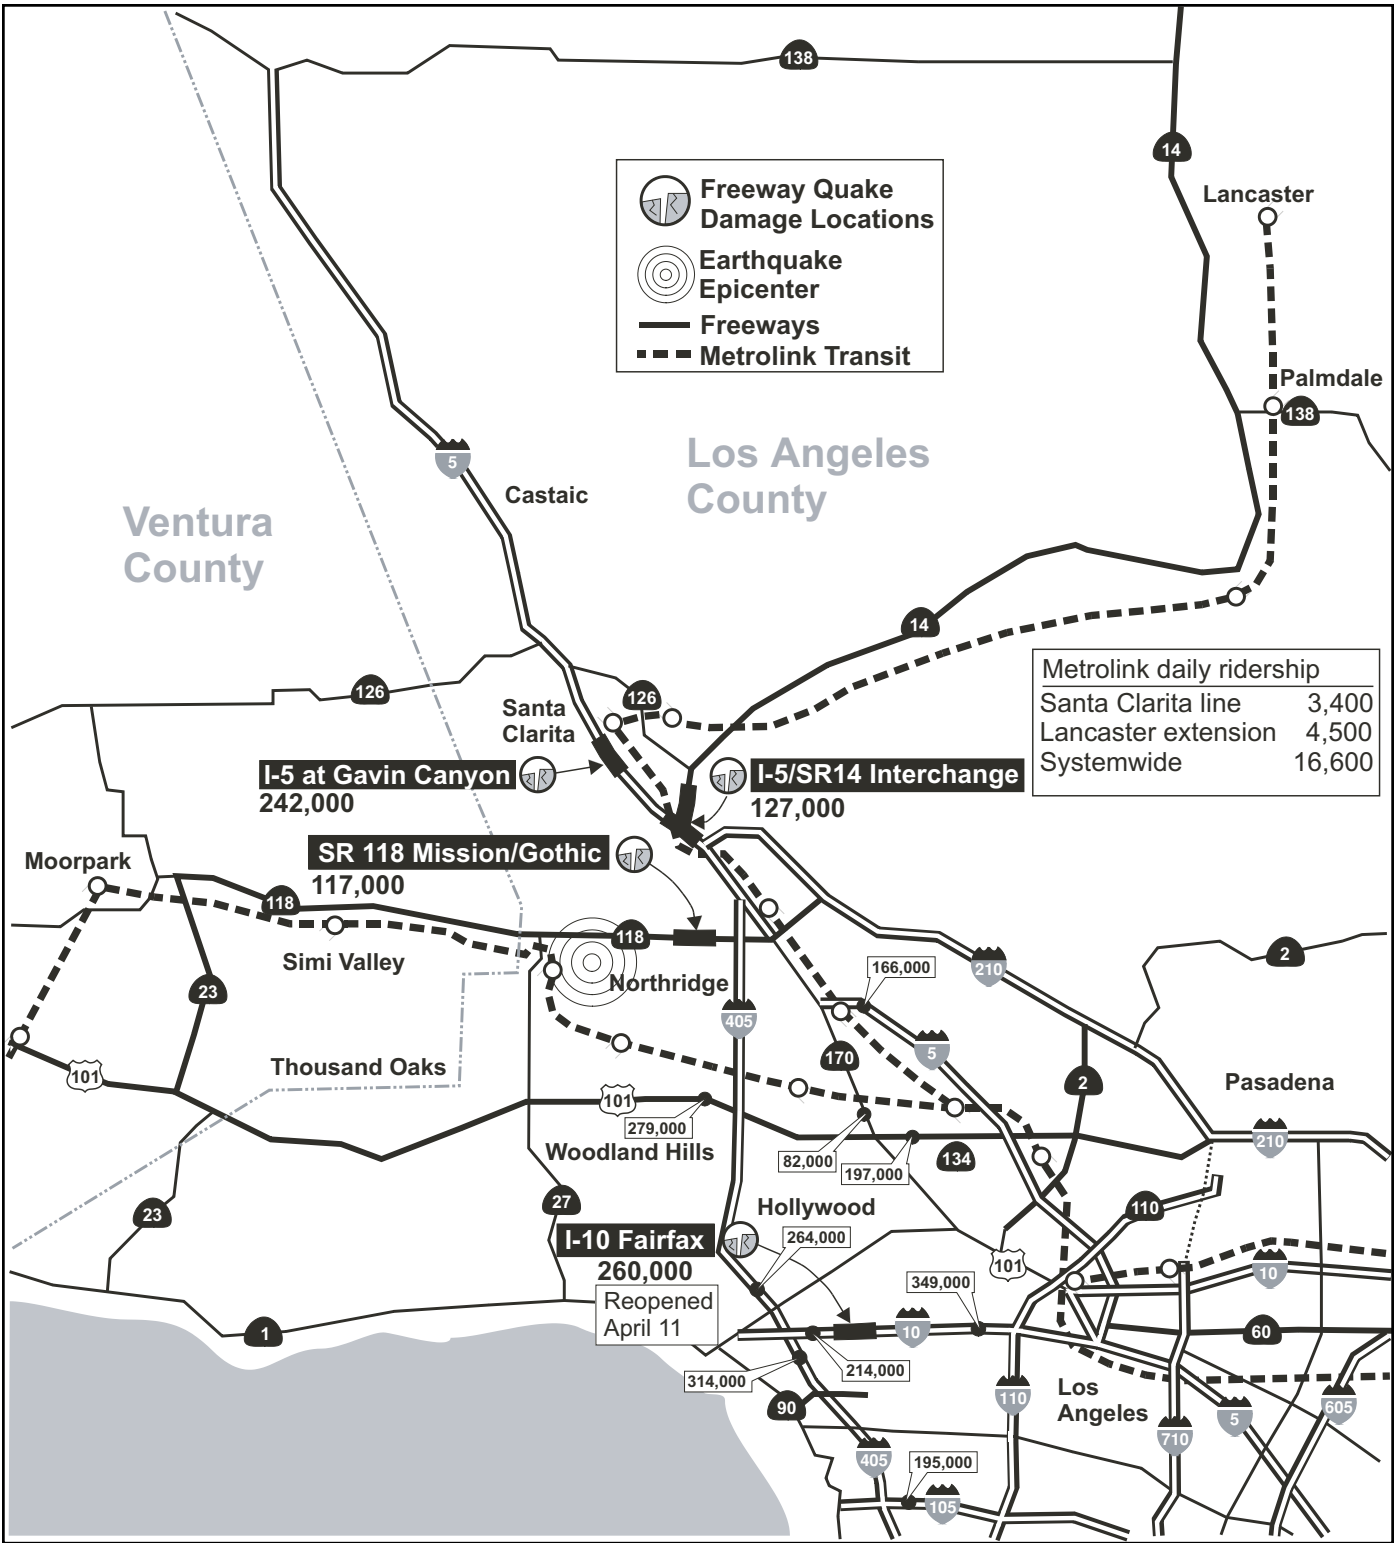 138
14
Lancaster
Freeway Quake
Damage Locations
Earthquake
Epicenter
Freeways
Metrolink Transit
Palmdale
138
5
Castaic
Los Angeles
County
Ventura
County
14
Metrolink daily ridership
Santa Clarita line 3,400
Lancaster extension 4,500
Systemwide 16,600
126
126
Santa
Clarita
I-5 at Gavin Canyon
242,000
I-5/SR14 Interchange
127,000
SR 118 Mission/Gothic
117,000
Moorpark
118
118
Simi Valley
Northridge
23
166,000
210
2
405
170
5
101
Thousand Oaks
2
Pasadena
101
279,000
Woodland Hills
82,000
197,000
134
210
23
27
Hollywood
110
I-10 Fairfax
260,000
Reopened
April 11
264,000
349,000
101
10
1
10
60
214,000
314,000
90
110
Los
Angeles
710
5
605
405
195,000
105